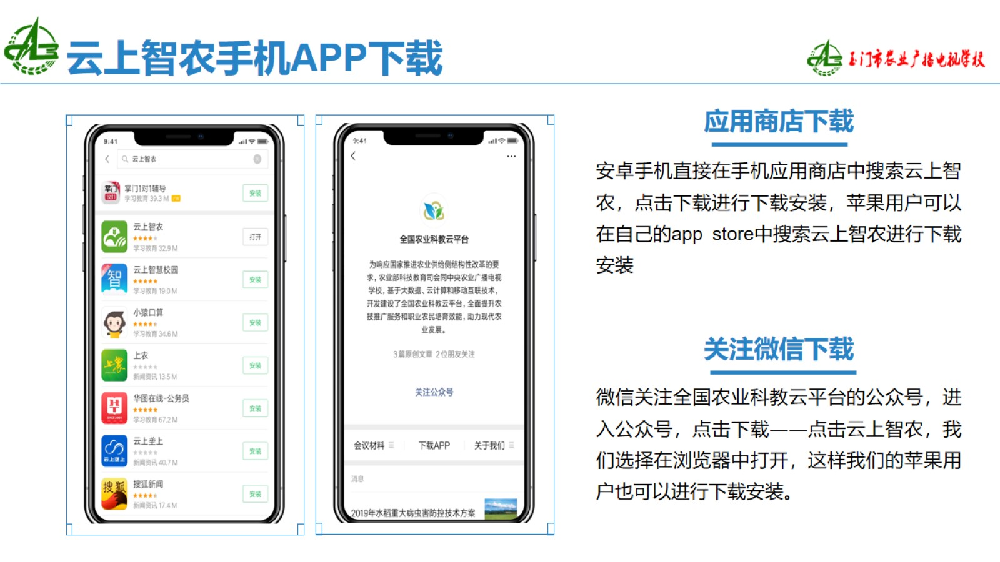 云上智农手机APP下载
玉门市农业广播电视学校
9:41
云上智农
掌门1对1辅导
学习教育 39.3 M
安装
云上智农
学习教育 32.9 M
打开
云上智慧校园
学习教育 19.0 M
安装
小猿口算
学习教育 34.6 M
安装
上农
新闻资讯 13.5 M
安装
华图在线-公务员
学习教育 67.2 M
安装
云上垄上
新闻资讯 40.7 M
安装
搜狐新闻
新闻资讯 17.4 M
安装
掌门
智
上农
云上垄上
搜狐
9:41
全国农业科教云平台
为响应国家推进农业供给侧结构性改革的要
求，农业部科技教育司会同中央农业广播电视
学校，基于大数据、云计算和移动互联技术，
开发建设了全国农业科教云平台，全面提升农
技推广服务和职业农民培育效能，助力现代农
业发展。
3篇原创文章 2位朋友关注
关注公众号
会议材料 下载APP 关于我们
消息
2019年水稻重大病虫害防控技术方案
应用商店下载
安卓手机直接在手机应用商店中搜索云上智
农，点击下载进行下载安装，苹果用户可以
在自己的app store中搜索云上智农进行下载
安装
关注微信下载
微信关注全国农业科教云平台的公众号，进
入公众号，点击下载——点击云上智农，我
们选择在浏览器中打开，这样我们的苹果用
户也可以进行下载安装。